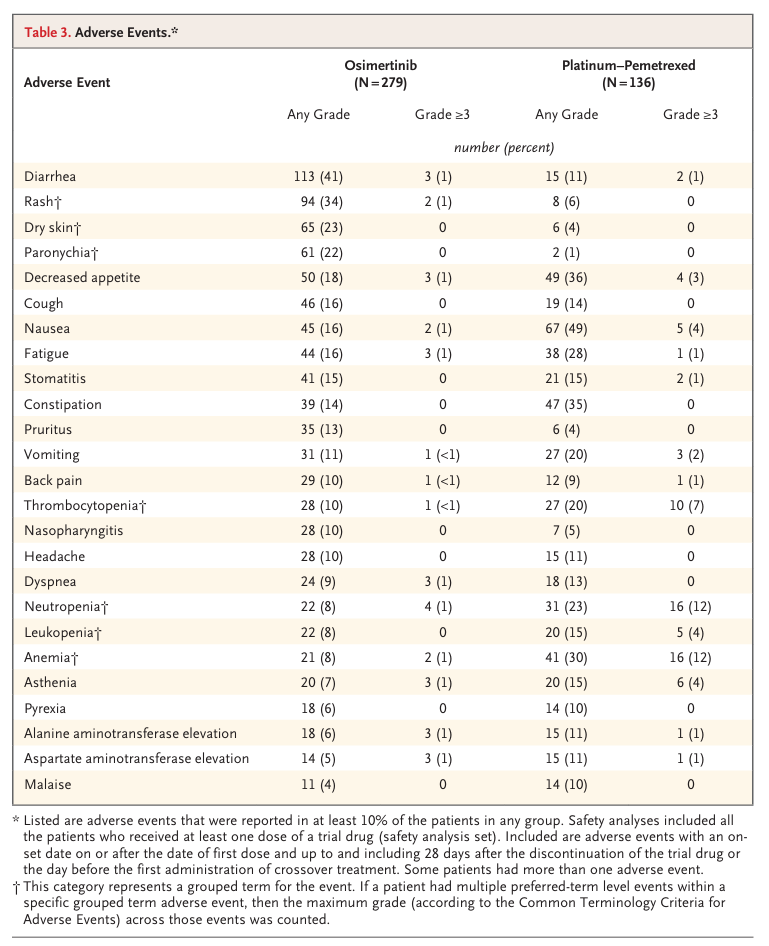 Table 3. Adverse Events.*
Adverse Event Osimertinib (N=279) Platinum–Pemetrexed (N=136)
Any Grade Grade ≥3 Any Grade Grade ≥3
number (percent)
Diarrhea 113 (41) 3 (1) 15 (11) 2 (1)
Rash† 94 (34) 2 (1) 8 (6) 0
Dry skin† 65 (23) 0 6 (4) 0
Paronychia† 61 (22) 0 2 (1) 0
Decreased appetite 50 (18) 3 (1) 49 (36) 4 (3)
Cough 46 (16) 0 19 (14) 0
Nausea 45 (16) 2 (1) 67 (49) 5 (4)
Fatigue 44 (16) 3 (1) 38 (28) 1 (1)
Stomatitis 41 (15) 0 21 (15) 2 (1)
Constipation 39 (14) 0 47 (35) 0
Pruritus 35 (13) 0 6 (4) 0
Vomiting 31 (11) 1 (<1) 27 (20) 3 (2)
Back pain 29 (10) 1 (<1) 12 (9) 1 (1)
Thrombocytopenia† 28 (10) 1 (<1) 27 (20) 10 (7)
Nasopharyngitis 28 (10) 0 7 (5) 0
Headache 28 (10) 0 15 (11) 0
Dyspnea 24 (9) 3 (1) 18 (13) 0
Neutropenia† 22 (8) 4 (1) 31 (23) 16 (12)
Leukopenia† 22 (8) 0 20 (15) 5 (4)
Anemia† 21 (8) 2 (1) 41 (30) 16 (12)
Asthenia 20 (7) 3 (1) 20 (15) 6 (4)
Pyrexia 18 (6) 0 14 (10) 0
Alanine aminotransferase elevation 18 (6) 3 (1) 15 (11) 1 (1)
Aspartate aminotransferase elevation 14 (5) 3 (1) 15 (11) 1 (1)
Malaise 11 (4) 0 14 (10) 0
* Listed are adverse events that were reported in at least 10% of the patients in any group. Safety analyses included all
the patients who received at least one dose of a trial drug (safety analysis set). Included are adverse events with an on-
set date on or after the date of first dose and up to and including 28 days after the discontinuation of the trial drug or
the day before the first administration of crossover treatment. Some patients had more than one adverse event.
† This category represents a grouped term for the event. If a patient had multiple preferred-term level events within a
specific grouped term adverse event, then the maximum grade (according to the Common Terminology Criteria for
Adverse Events) across those events was counted.